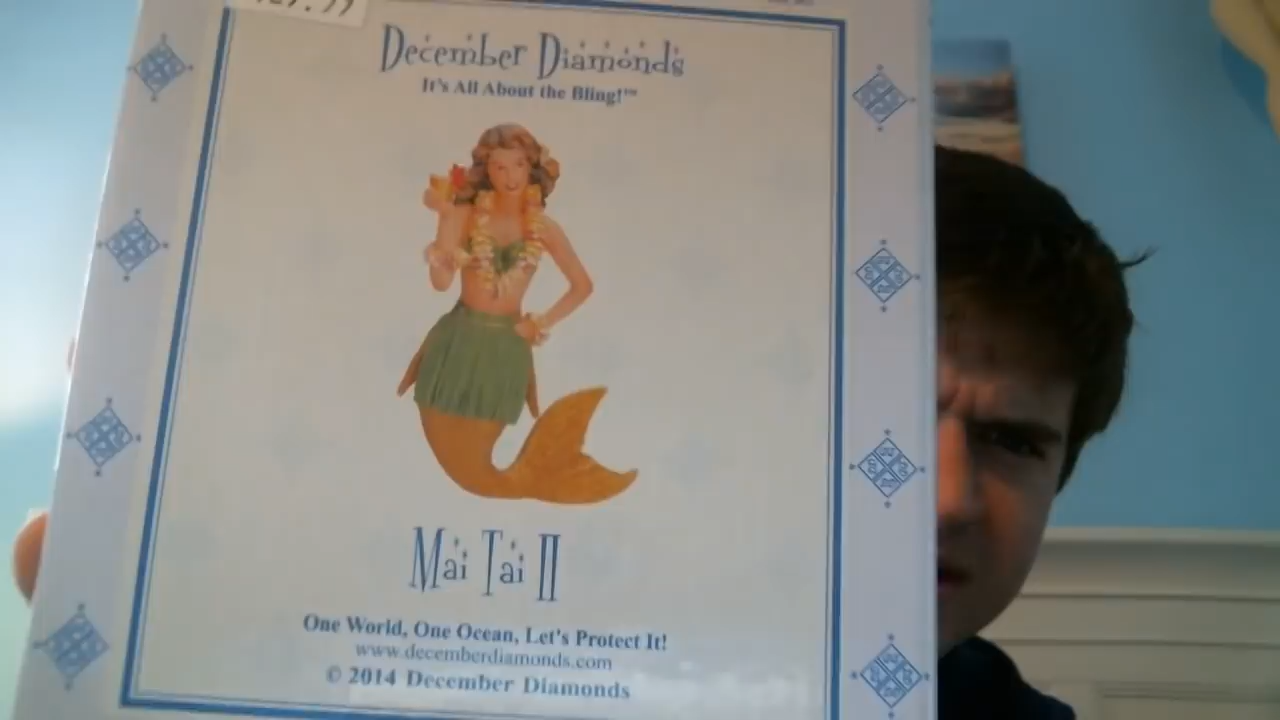 December Diamonds
It's All About the Bling!™
Mai Tai II
One World, One Ocean, Let's Protect It!
www.decemberdiamonds.com
© 2014 December Diamonds